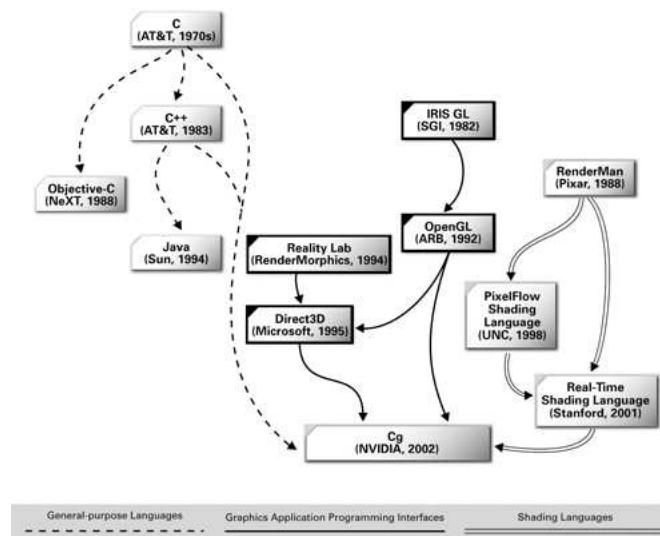 C
(AT&T, 1970s)
C++
(AT&T, 1983)
IRIS GL
(SGI, 1982)
Objective-C
(NeXT, 1988)
RenderMan
(Pixar, 1988)
Java
(Sun, 1994)
Reality Lab
(RenderMorphics, 1994)
OpenGL
(ARB, 1992)
Direct3D
(Microsoft, 1995)
PixelFlow
Shading
Language
(UNC, 1998)
Real-Time
Shading Language
(Stanford, 2001)
Cg
(NVIDIA, 2002)
General-purpose Languages
Graphics Application Programming Interfaces
Shading Languages